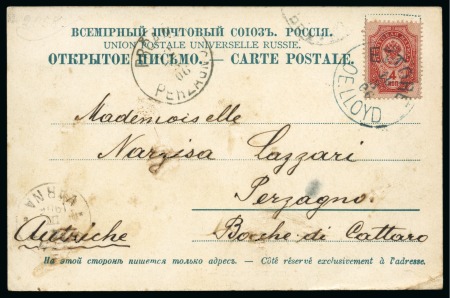 ВСЕМІРНЫЙ ПОЧТОВЫЙ СОЮЗЪ. РОССІЯ.
UNION POSTALE UNIVERSELLE RUSSIE.
ОТКРЫТОЕ ПИСЬМО. — CARTE POSTALE.
PERZAGNO
LLOYD
Mademoiselle
Nargisa Lazzari
Perzagno
Autriche Bocche di Cattaro
На этой сторонѣ пишется только адресъ. — Côté réservé exclusivement à l'adresse.